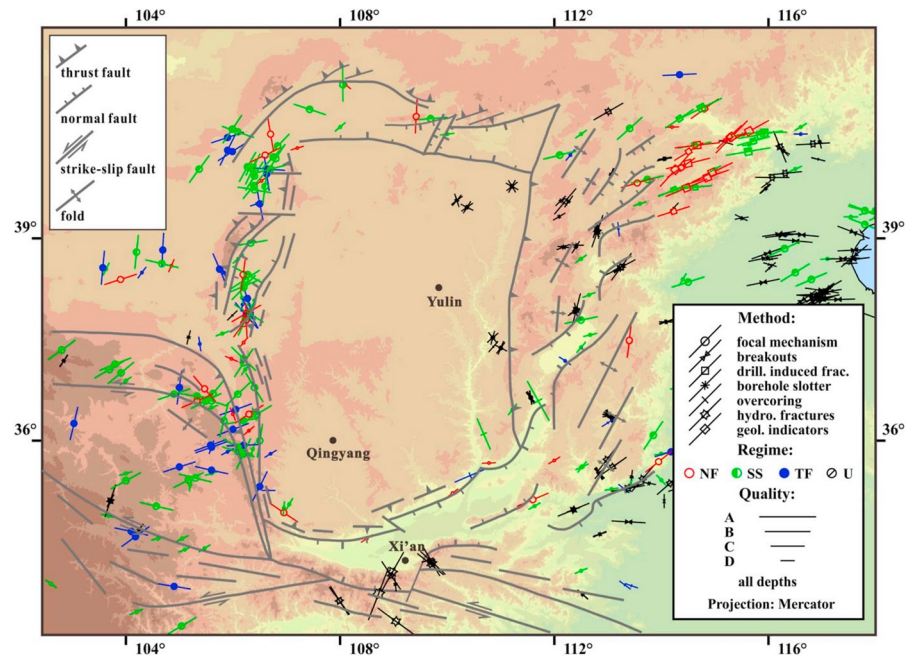 104° 108° 112° 116°
thrust fault
normal fault
strike-slip fault
fold
39° 39°
Yulin
Method:
focal mechanism
breakouts
drill. induced frac.
borehole slotter
overcoring
hydro. fractures
geol. indicators
Regime:
NF SS TF U
Quality:
A
B
C
D
all depths
Projection: Mercator
36° 36°
Qingyang
Xi'an
104° 108° 112° 116°